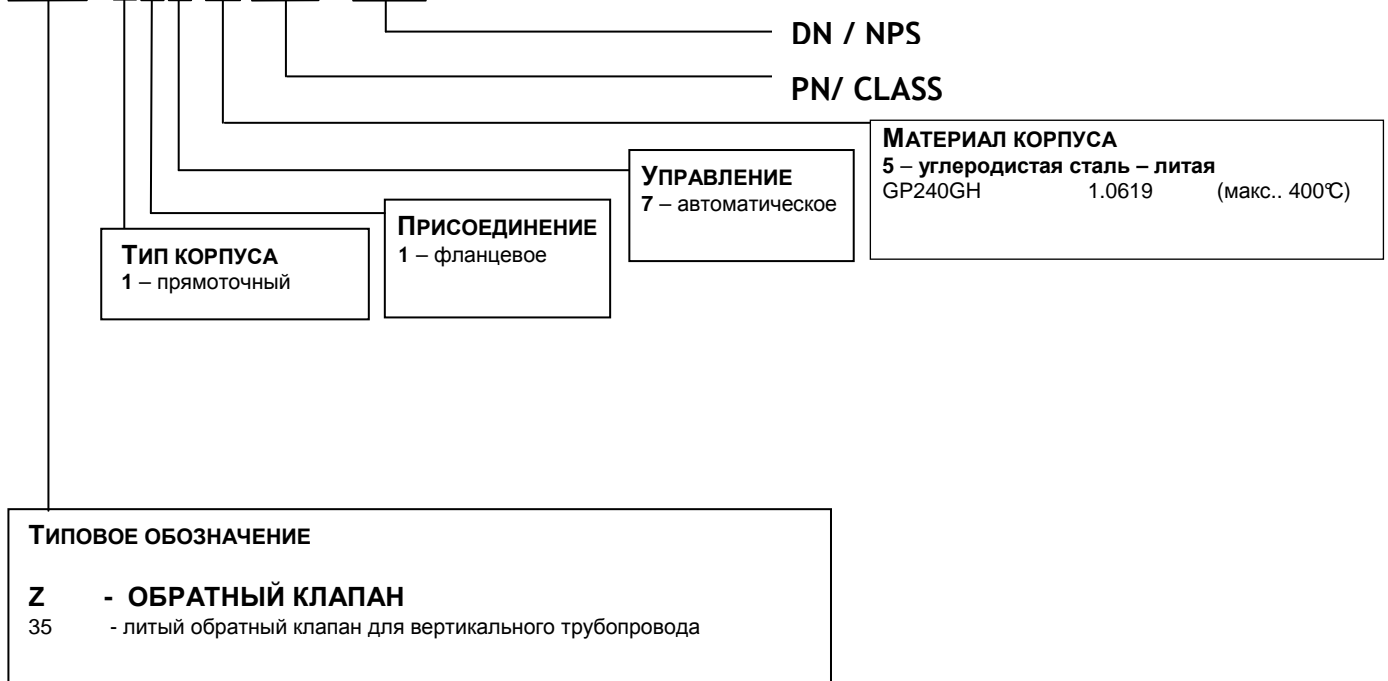 DN / NPS
PN/ CLASS
МАТЕРИАЛ КОРПУСА
5 – углеродистая сталь – литая
GP240GH 1.0619 (макс.. 400°C)
УПРАВЛЕНИЕ
7 – автоматическое
ПРИСОЕДИНЕНИЕ
1 – фланцевое
ТИП КОРПУСА
1 – прямоточный
ТИПОВОЕ ОБОЗНАЧЕНИЕ
Z - ОБРАТНЫЙ КЛАПАН
35 - литый обратный клапан для вертикального трубопровода